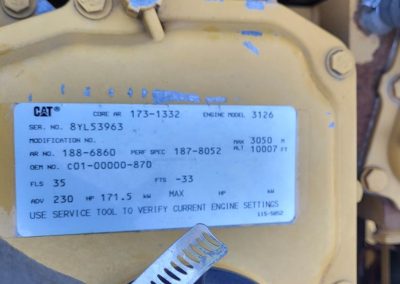 CAT® CORE AR 173-1332 ENGINE MODEL 3126
SER. NO. 8YL53963
MODIFICATION NO. MAX 3050 M
AR NO. 188-6860 PERF SPEC 187-8052 ALT 10007 FT
OEM NO. C01-00000-870
FLS 35 FTS -33
ADV 230 HP 171.5 kW MAX HP kW
USE SERVICE TOOL TO VERIFY CURRENT ENGINE SETTINGS
115-5852